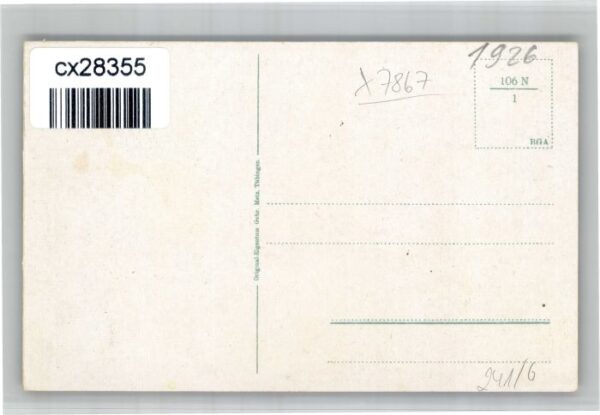 cx28355
1926
X7867
106 N
1
RGA
Original-Eigentum Gebr. Metz, Tübingen.
241/6